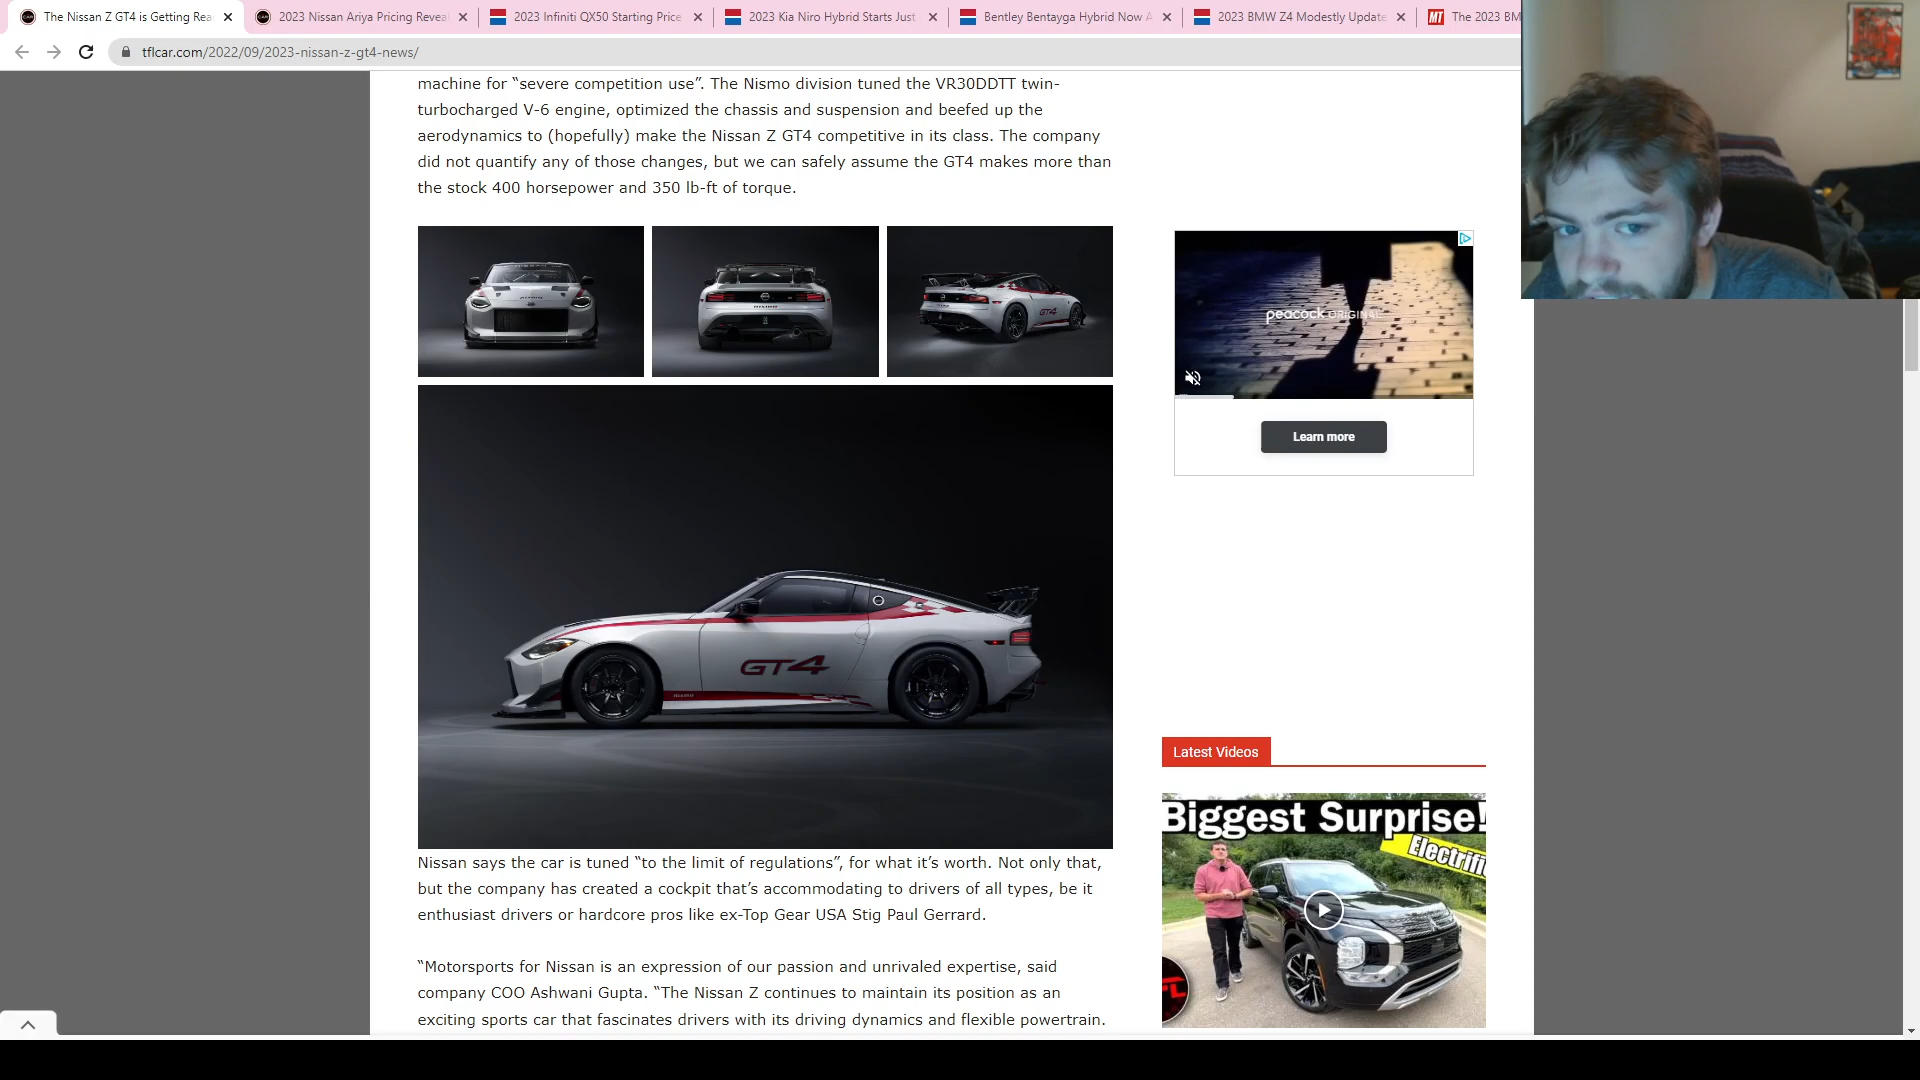 The Nissan Z GT4 is Getting Rea
2023 Nissan Ariya Pricing Reveal
2023 Infiniti QX50 Starting Price
2023 Kia Niro Hybrid Starts Just
Bentley Bentayga Hybrid Now A
2023 BMW Z4 Modestly Update
MT The 2023 BM
tflcar.com/2022/09/2023-nissan-z-gt4-news/
machine for “severe competition use”. The Nismo division tuned the VR30DDTT twin-
turbocharged V-6 engine, optimized the chassis and suspension and beefed up the
aerodynamics to (hopefully) make the Nissan Z GT4 competitive in its class. The company
did not quantify any of those changes, but we can safely assume the GT4 makes more than
the stock 400 horsepower and 350 lb-ft of torque.
GT4
peacock ORIGINAL
Learn more
GT4
Latest Videos
Biggest Surprise!
Electrifi
Nissan says the car is tuned “to the limit of regulations”, for what it’s worth. Not only that,
but the company has created a cockpit that’s accommodating to drivers of all types, be it
enthusiast drivers or hardcore pros like ex-Top Gear USA Stig Paul Gerrard.
“Motorsports for Nissan is an expression of our passion and unrivaled expertise, said
company COO Ashwani Gupta. “The Nissan Z continues to maintain its position as an
exciting sports car that fascinates drivers with its driving dynamics and flexible powertrain.